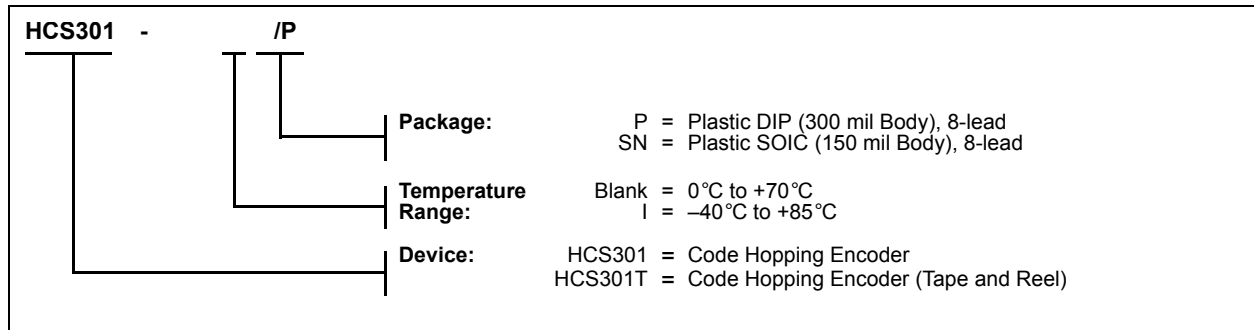 HCS301 - /P
Package: P = Plastic DIP (300 mil Body), 8-lead
SN = Plastic SOIC (150 mil Body), 8-lead
Temperature Blank = 0°C to +70°C
Range: I = –40°C to +85°C
Device: HCS301 = Code Hopping Encoder
HCS301T = Code Hopping Encoder (Tape and Reel)